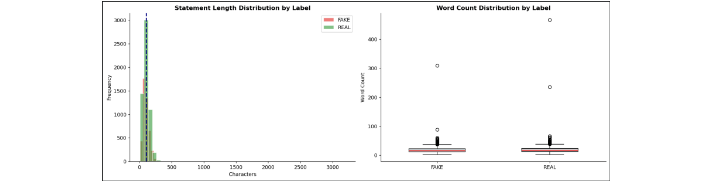 Statement Length Distribution by Label
FAKE
REAL
3000
2500
2000
1500
1000
500
0
Frequency
0
500
1000
1500
2000
2500
3000
Characters
Word Count Distribution by Label
400
300
200
100
0
Word Count
FAKE
REAL